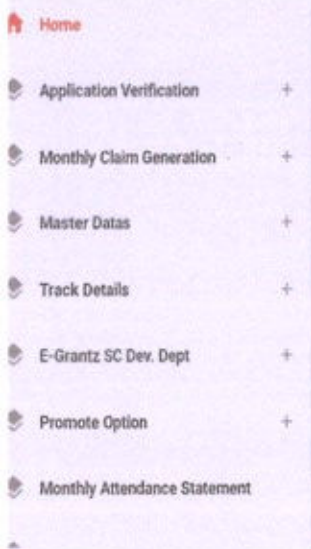 Home
Application Verification +
Monthly Claim Generation +
Master Datas +
Track Details +
E-Grantz SC Dev. Dept +
Promote Option +
Monthly Attendance Statement